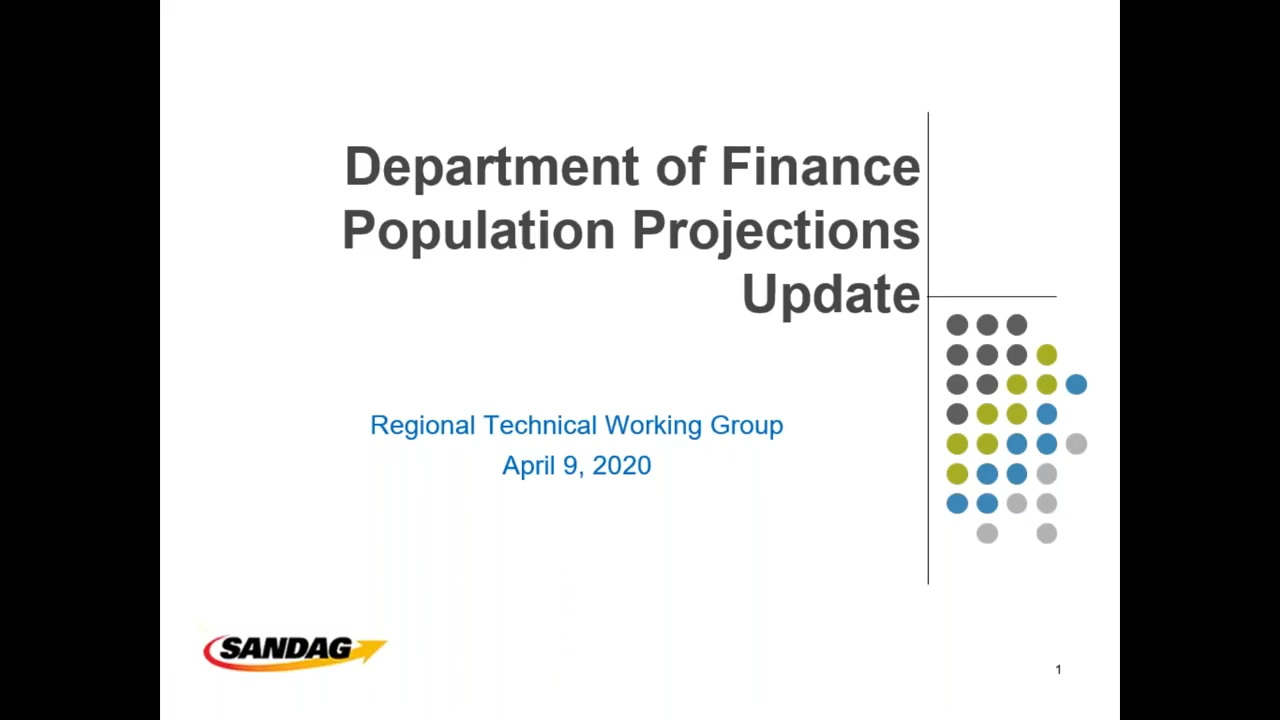 Department of Finance
Population Projections
Update
Regional Technical Working Group
April 9, 2020
SANDAG
1